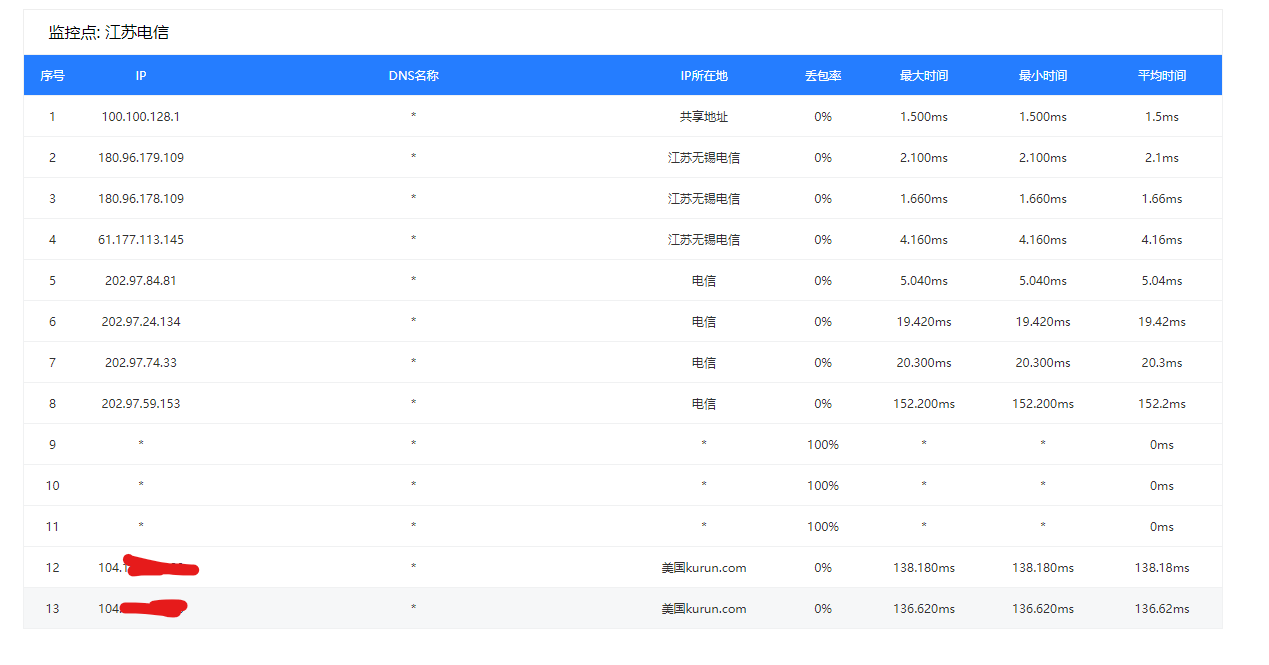 监控点: 江苏电信
序号 IP DNS名称 IP所在地 丢包率 最大时间 最小时间 平均时间
1 100.100.128.1 * 共享地址 0% 1.500ms 1.500ms 1.5ms
2 180.96.179.109 * 江苏无锡电信 0% 2.100ms 2.100ms 2.1ms
3 180.96.178.109 * 江苏无锡电信 0% 1.660ms 1.660ms 1.66ms
4 61.177.113.145 * 江苏无锡电信 0% 4.160ms 4.160ms 4.16ms
5 202.97.84.81 * 电信 0% 5.040ms 5.040ms 5.04ms
6 202.97.24.134 * 电信 0% 19.420ms 19.420ms 19.42ms
7 202.97.74.33 * 电信 0% 20.300ms 20.300ms 20.3ms
8 202.97.59.153 * 电信 0% 152.200ms 152.200ms 152.2ms
9 * * * 100% * * 0ms
10 * * * 100% * * 0ms
11 * * * 100% * * 0ms
12 104. * 美国kurun.com 0% 138.180ms 138.180ms 138.18ms
13 104. * 美国kurun.com 0% 136.620ms 136.620ms 136.62ms